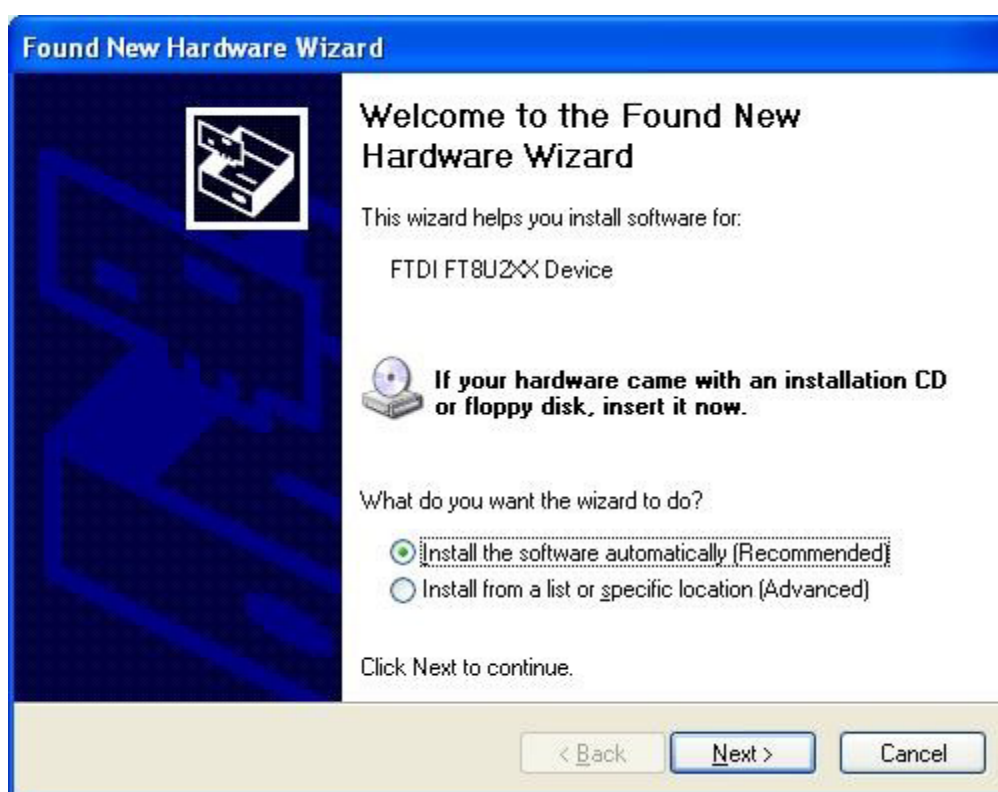 Found New Hardware Wizard
Welcome to the Found New
Hardware Wizard
This wizard helps you install software for:
FTDI FT8U2XX Device
If your hardware came with an installation CD
or floppy disk, insert it now.
What do you want the wizard to do?
Install the software automatically (Recommended)
Install from a list or specific location (Advanced)
Click Next to continue.
< Back
Next >
Cancel